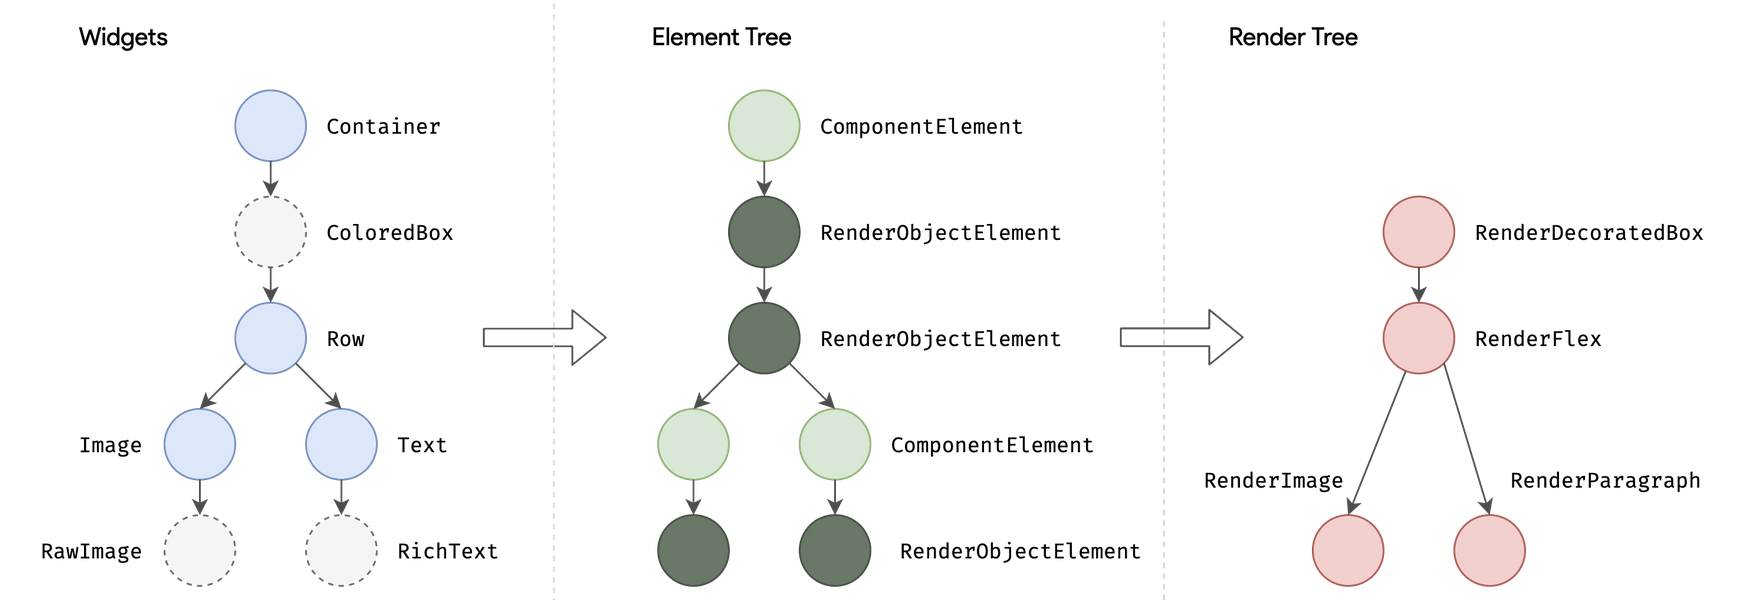 Widgets
Element Tree
Render Tree
Container
ComponentElement
ColoredBox
RenderObjectElement
RenderDecoratedBox
Row
RenderObjectElement
RenderFlex
Image
Text
ComponentElement
RenderImage
RenderParagraph
RawImage
RichText
RenderObjectElement